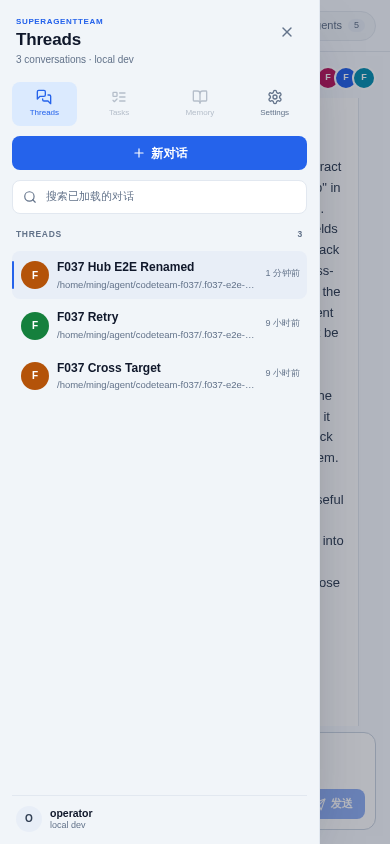 SUPERAGENTTEAM
Threads
3 conversations · local dev
Threads
Tasks
Memory
Settings
+ 新对话
搜索已加载的对话
THREADS
3
F
F037 Hub E2E Renamed
1 分钟前
/home/ming/agent/codeteam-f037/.f037-e2e-…
F
F037 Retry
9 小时前
/home/ming/agent/codeteam-f037/.f037-e2e-…
F
F037 Cross Target
9 小时前
/home/ming/agent/codeteam-f037/.f037-e2e-…
O
operator
local dev
ents
5
F
F
F
ract
" in
.
elds
ack
ss-
the
ent
be
ne
it
ck
em.
seful
into
ose
发送